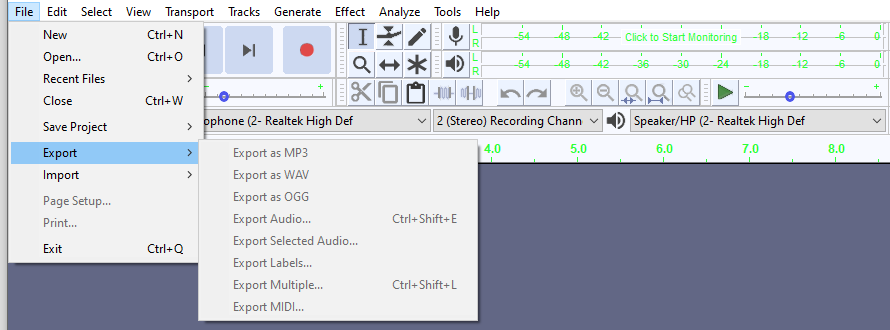 File Edit Select View Transport Tracks Generate Effect Analyze Tools Help
New Ctrl+N
Open... Ctrl+O
Recent Files
Close Ctrl+W
Save Project
Export
Import
Page Setup...
Print...
Exit Ctrl+Q
Export as MP3
Export as WAV
Export as OGG
Export Audio... Ctrl+Shift+E
Export Selected Audio...
Export Labels...
Export Multiple... Ctrl+Shift+L
Export MIDI...
L
R
-54 -48 -42 Click to Start Monitoring -18 -12 -6 0
L
R
-54 -48 -42 -36 -30 -24 -18 -12 -6 0
- +
- +
ophone (2- Realtek High Def
2 (Stereo) Recording Chann
Speaker/HP (2- Realtek High Def
4.0 5.0 6.0 7.0 8.0